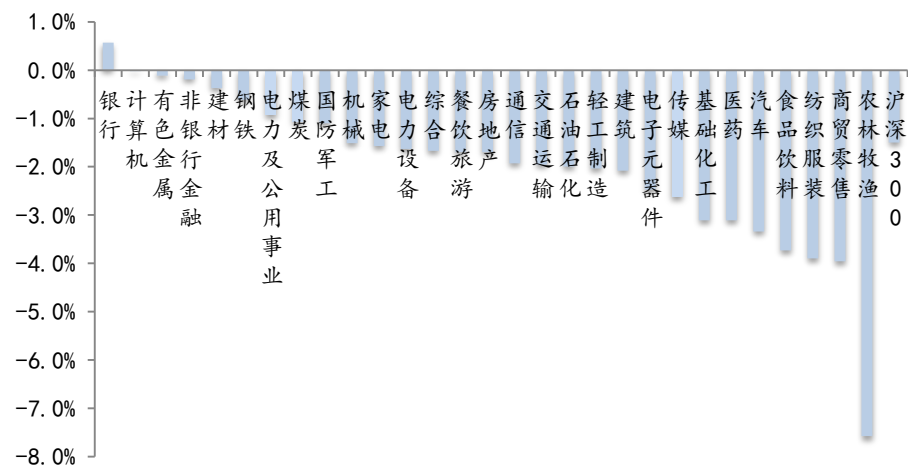 1.0%
0.0%
-1.0%
-2.0%
-3.0%
-4.0%
-5.0%
-6.0%
-7.0%
-8.0%
银行
计算机
有色金属
非银行金融
建材
钢铁
电力及公用事业
煤炭
国防军工
机械
家电
电力设备
综合
餐饮旅游
房地产
通信
交通运输
石油石化
轻工制造
建筑
电子元器件
传媒
基础化工
医药
汽车
食品饮料
纺织服装
商贸零售
农林牧渔
沪深300